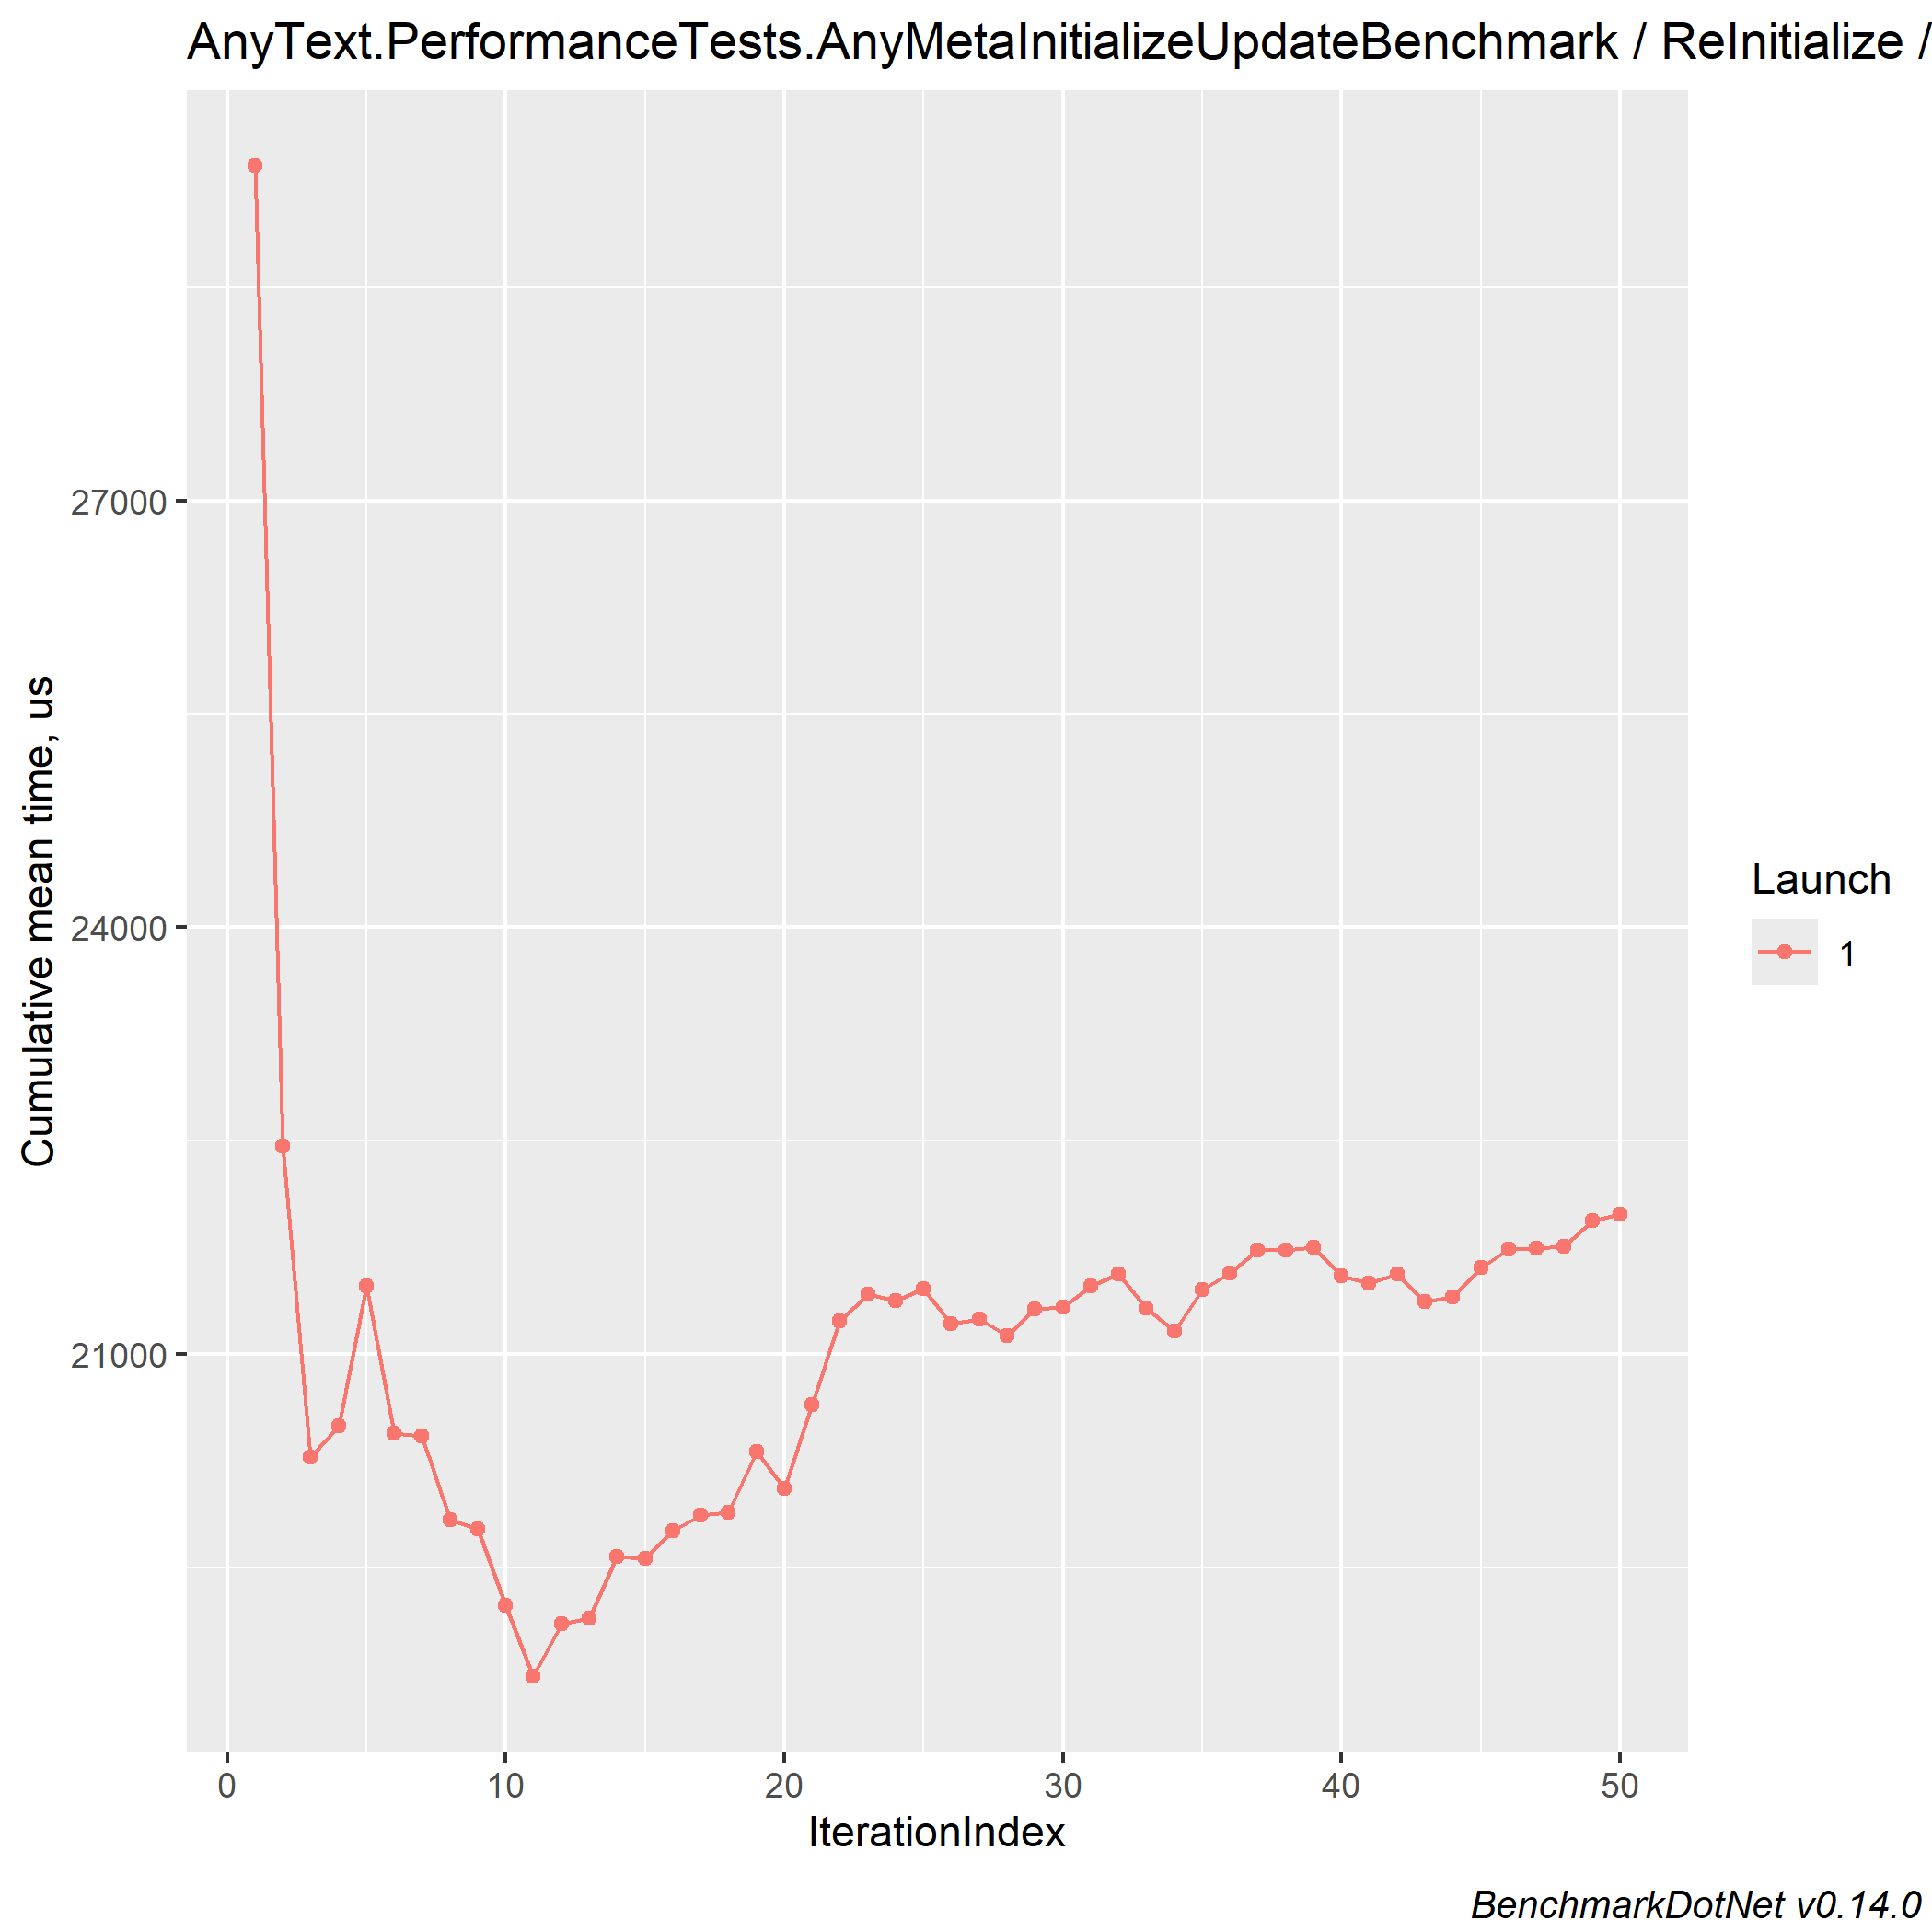 AnyText.PerformanceTests.AnyMetaInitializeUpdateBenchmark / ReInitialize /
Cumulative mean time, us
27000
24000
21000
0 10 20 30 40 50
IterationIndex
Launch
1
BenchmarkDotNet v0.14.0